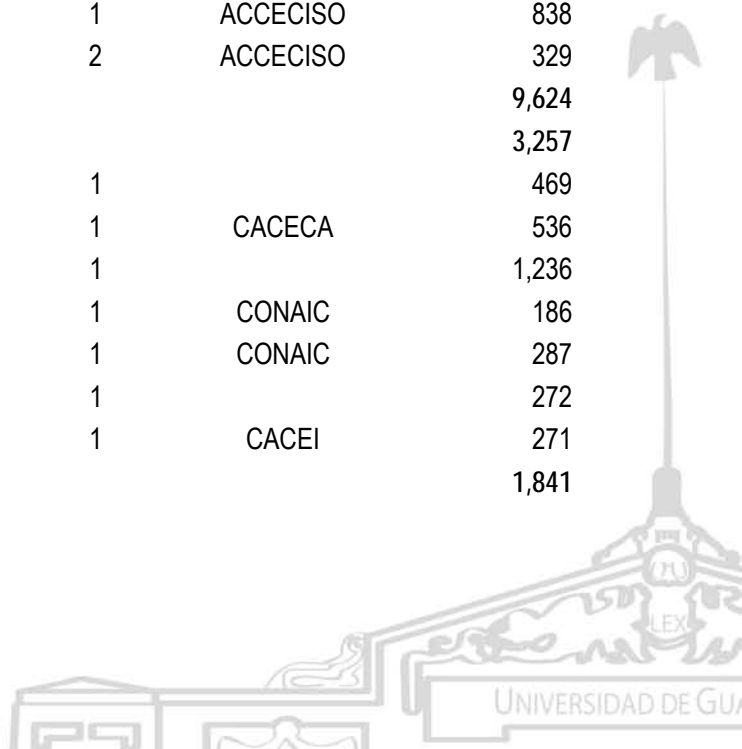 1 ACCECISO 838
2 ACCECISO 329
9,624
3,257
1 469
1 CACECA 536
1 1,236
1 CONAIC 186
1 CONAIC 287
1 272
1 CACEI 271
1,841
LEX
UNIVERSIDAD DE